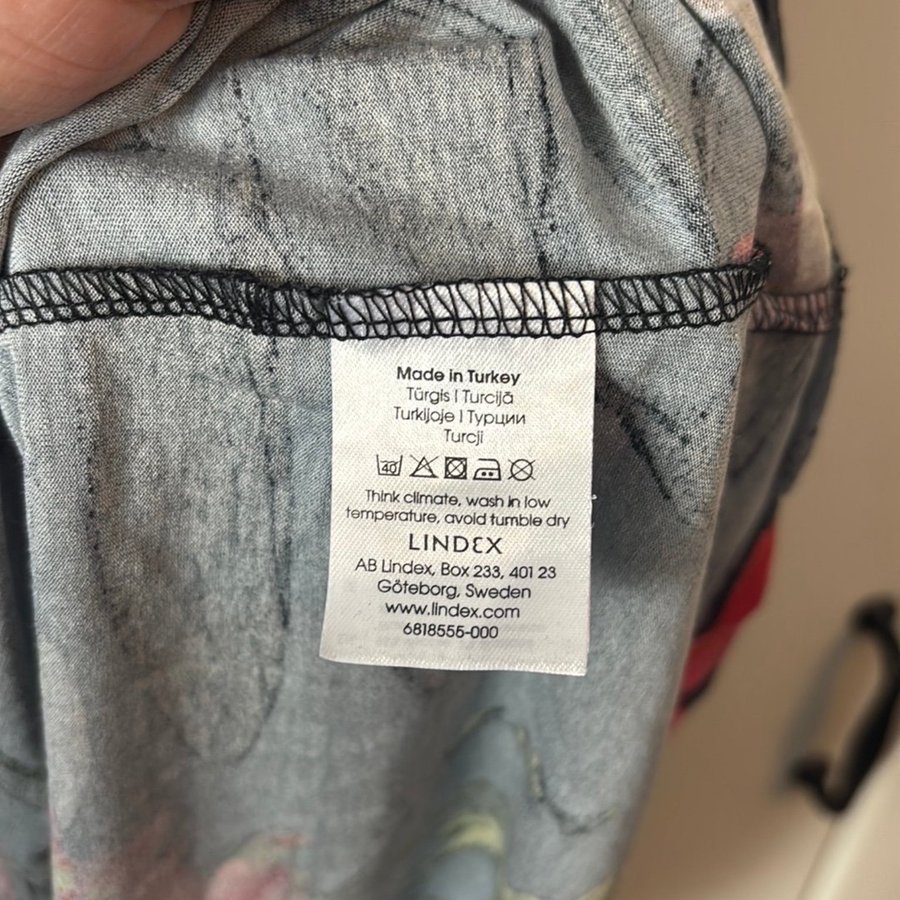 Made in Turkey
Türgis | Turcijā
Turkijoje | Турции
Turcji
40
Think climate, wash in low
temperature, avoid tumble dry
LINDEX
AB Lindex, Box 233, 401 23
Göteborg, Sweden
www.lindex.com
6818555-000